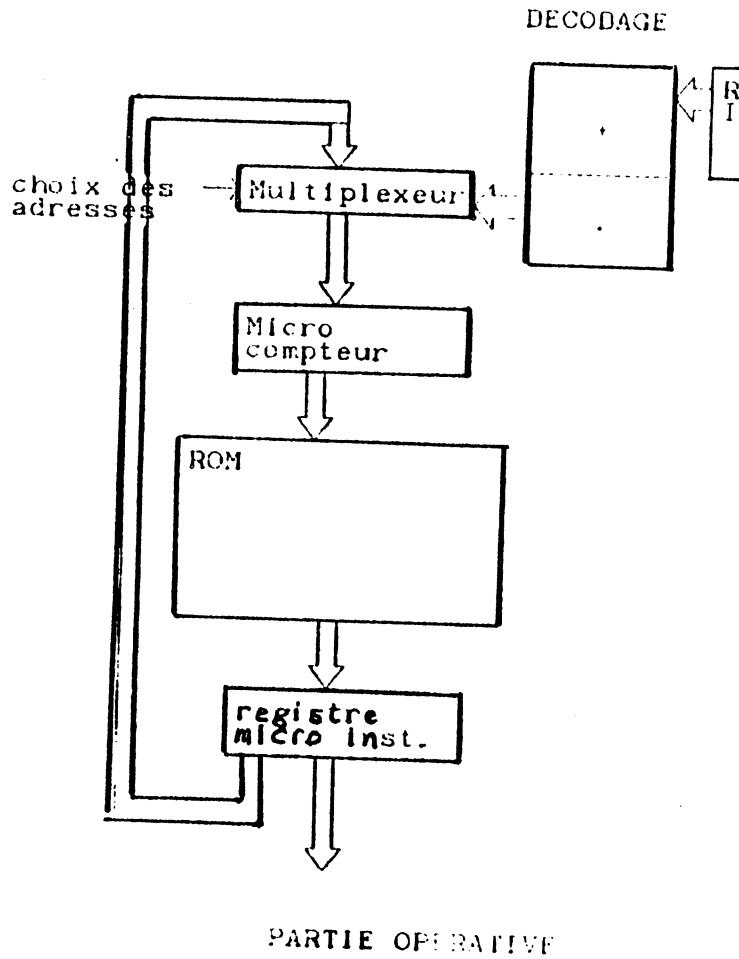 DECODAGE
R
I
choix des
adresses
Multiplexeur
Micro
compteur
ROM
registre
micro inst.
PARTIE OPERATIVE